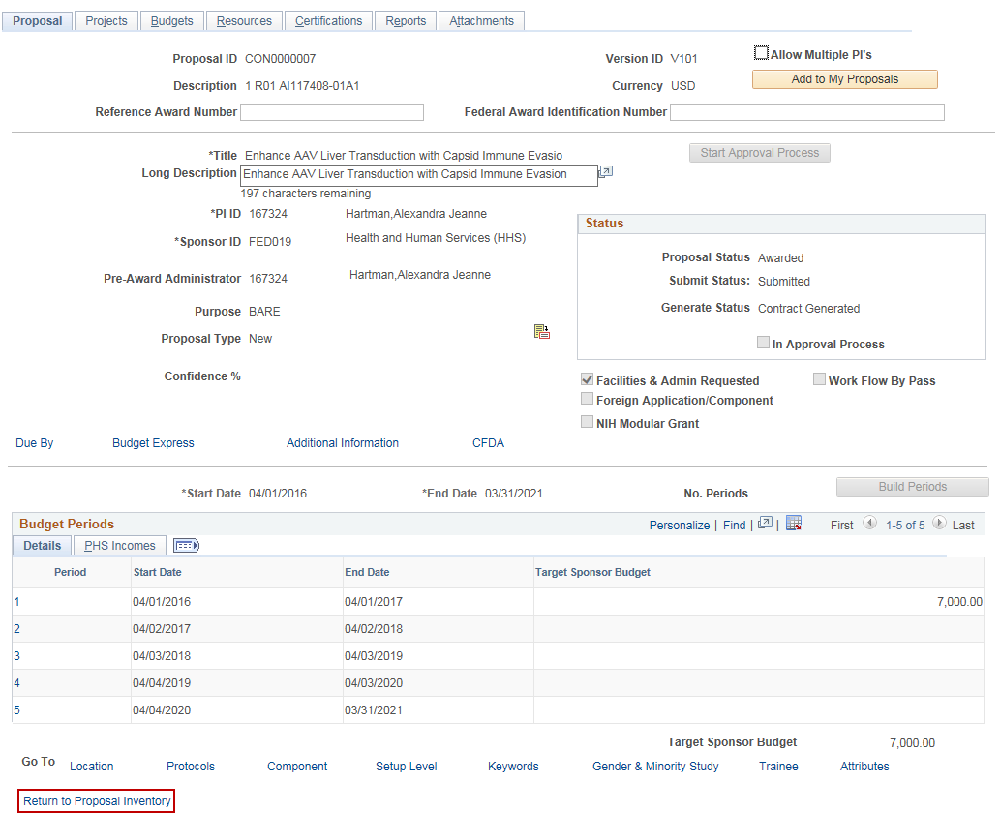 Proposal Projects Budgets Resources Certifications Reports Attachments
Proposal ID CON0000007 Version ID V101 Allow Multiple PI's
Description 1 R01 AI117408-01A1 Currency USD Add to My Proposals
Reference Award Number Federal Award Identification Number
*Title Enhance AAV Liver Transduction with Capsid Immune Evasio Start Approval Process
Long Description Enhance AAV Liver Transduction with Capsid Immune Evasion
197 characters remaining
*PI ID 167324 Hartman,Alexandra Jeanne
Status
*Sponsor ID FED019 Health and Human Services (HHS)
Proposal Status Awarded
Pre-Award Administrator 167324 Hartman,Alexandra Jeanne
Submit Status: Submitted
Purpose BARE
Generate Status Contract Generated
Proposal Type New
In Approval Process
Confidence %
Facilities & Admin Requested Work Flow By Pass
Foreign Application/Component
NIH Modular Grant
Due By Budget Express Additional Information CFDA
*Start Date 04/01/2016 *End Date 03/31/2021 No. Periods Build Periods
Budget Periods Personalize | Find | | First 1-5 of 5 Last
Details PHS Incomes
Period Start Date End Date Target Sponsor Budget
1 04/01/2016 04/01/2017 7,000.00
2 04/02/2017 04/02/2018
3 04/03/2018 04/03/2019
4 04/04/2019 04/03/2020
5 04/04/2020 03/31/2021
Target Sponsor Budget 7,000.00
Go To Location Protocols Component Setup Level Keywords Gender & Minority Study Trainee Attributes
Return to Proposal Inventory